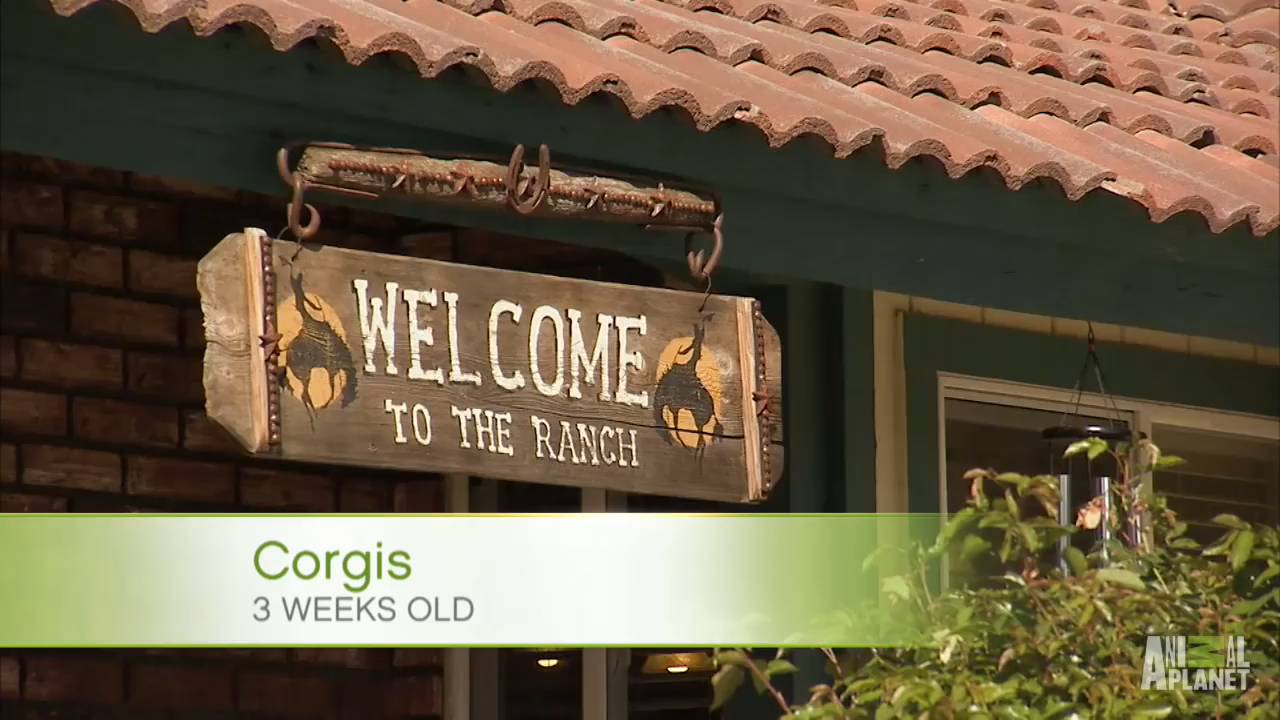 WELCOME
TO THE RANCH
Corgis
3 WEEKS OLD
ANIMAL
PLANET